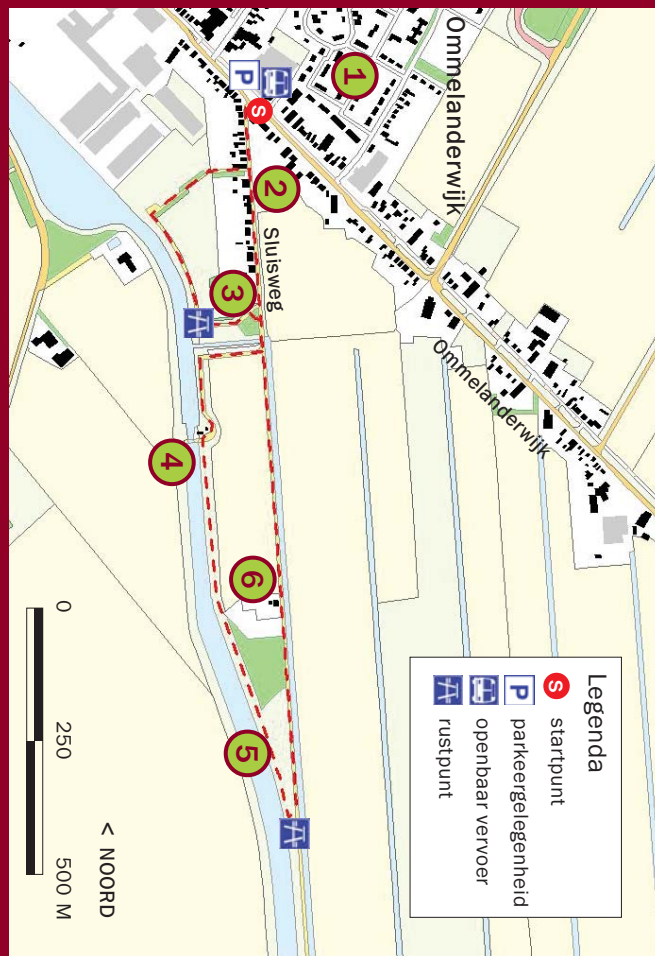 Ommelanderwijk
Ommelanderwijk
Sluisweg
1
2
3
4
5
6
P
S
Legenda
S startpunt
P parkeergelegenheid
openbaar vervoer
rustpunt
0 250 500 M
< NOORD